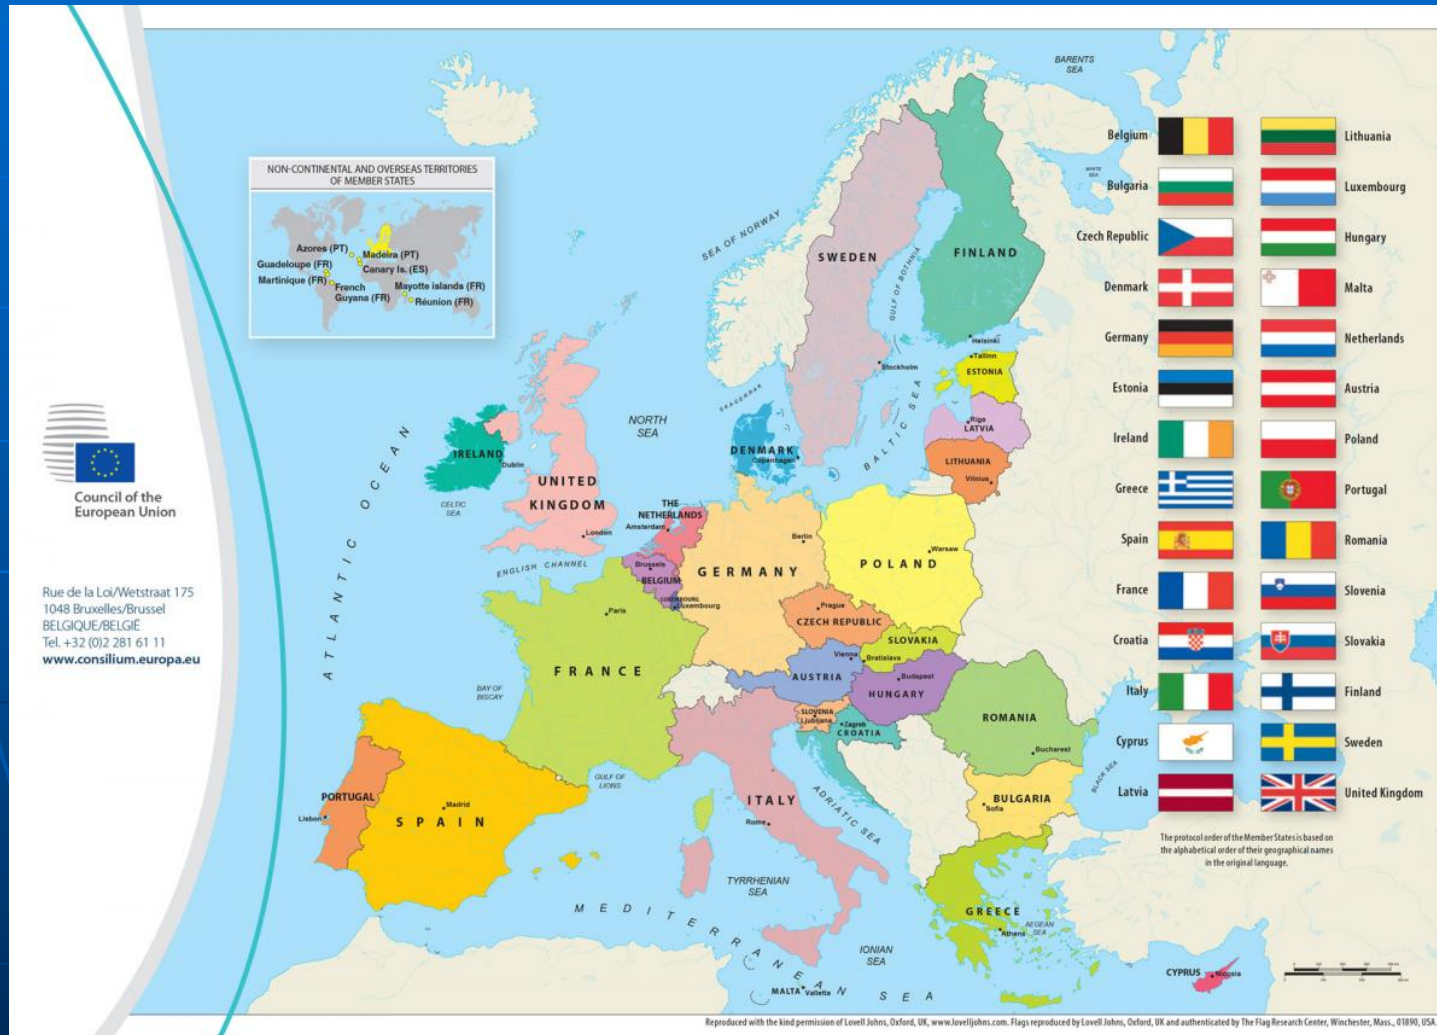 NON-CONTINENTAL AND OVERSEAS TERRITORIES
OF MEMBER STATES
Azores (PT)
Madeira (PT)
Guadeloupe (FR)
Canary Is. (ES)
Martinique (FR)
French
Guyana (FR)
Mayotte islands (FR)
Réunion (FR)
Council of the
European Union
Rue de la Loi/Wetstraat 175
1048 Bruxelles/Brussel
BELGIQUE/BELGIË
Tel. +32 (0)2 281 61 11
www.consilium.europa.eu
BARENTS
SEA
WHITE
SEA
SEA OF NORWAY
SWEDEN
FINLAND
GULF OF BOTHNIA
Helsinki
Tallinn
Stockholm
ESTONIA
SKAGERRAK
BALTIC SEA
Riga
LATVIA
NORTH
SEA
ATLANTIC OCEAN
IRELAND
Dublin
DENMARK
Copenhagen
LITHUANIA
Vilnius
UNITED
KINGDOM
London
CELTIC
SEA
THE
NETHERLANDS
Amsterdam
ENGLISH CHANNEL
Brussels
BELGIUM
LUXEMBOURG
Luxembourg
Berlin
GERMANY
Warsaw
POLAND
Paris
FRANCE
Prague
CZECH REPUBLIC
SLOVAKIA
Vienna
Bratislava
AUSTRIA
Budapest
HUNGARY
BAY OF
BISCAY
SLOVENIA
Ljubljana
Zagreb
CROATIA
ROMANIA
Bucharest
BLACK SEA
GULF OF
LIONS
PORTUGAL
Lisbon
Madrid
SPAIN
ITALY
Rome
ADRIATIC SEA
BULGARIA
Sofia
TYRRHENIAN
SEA
MEDITERRANEAN SEA
GREECE
Athens
AEGEAN
SEA
IONIAN
SEA
MALTA
Valletta
CYPRUS
Nicosia
Belgium
Lithuania
Bulgaria
Luxembourg
Czech Republic
Hungary
Denmark
Malta
Germany
Netherlands
Estonia
Austria
Ireland
Poland
Greece
Portugal
Spain
Romania
France
Slovenia
Croatia
Slovakia
Italy
Finland
Cyprus
Sweden
Latvia
United Kingdom
The protocol order of the Member States is based on
the alphabetical order of their geographical names
in the original language.
Reproduced with the kind permission of Lovell Johns, Oxford, UK, www.lovelljohns.com. Flags reproduced by Lovell Johns, Oxford, UK and authenticated by The Flag Research Center, Winchester, Mass., 01890, USA